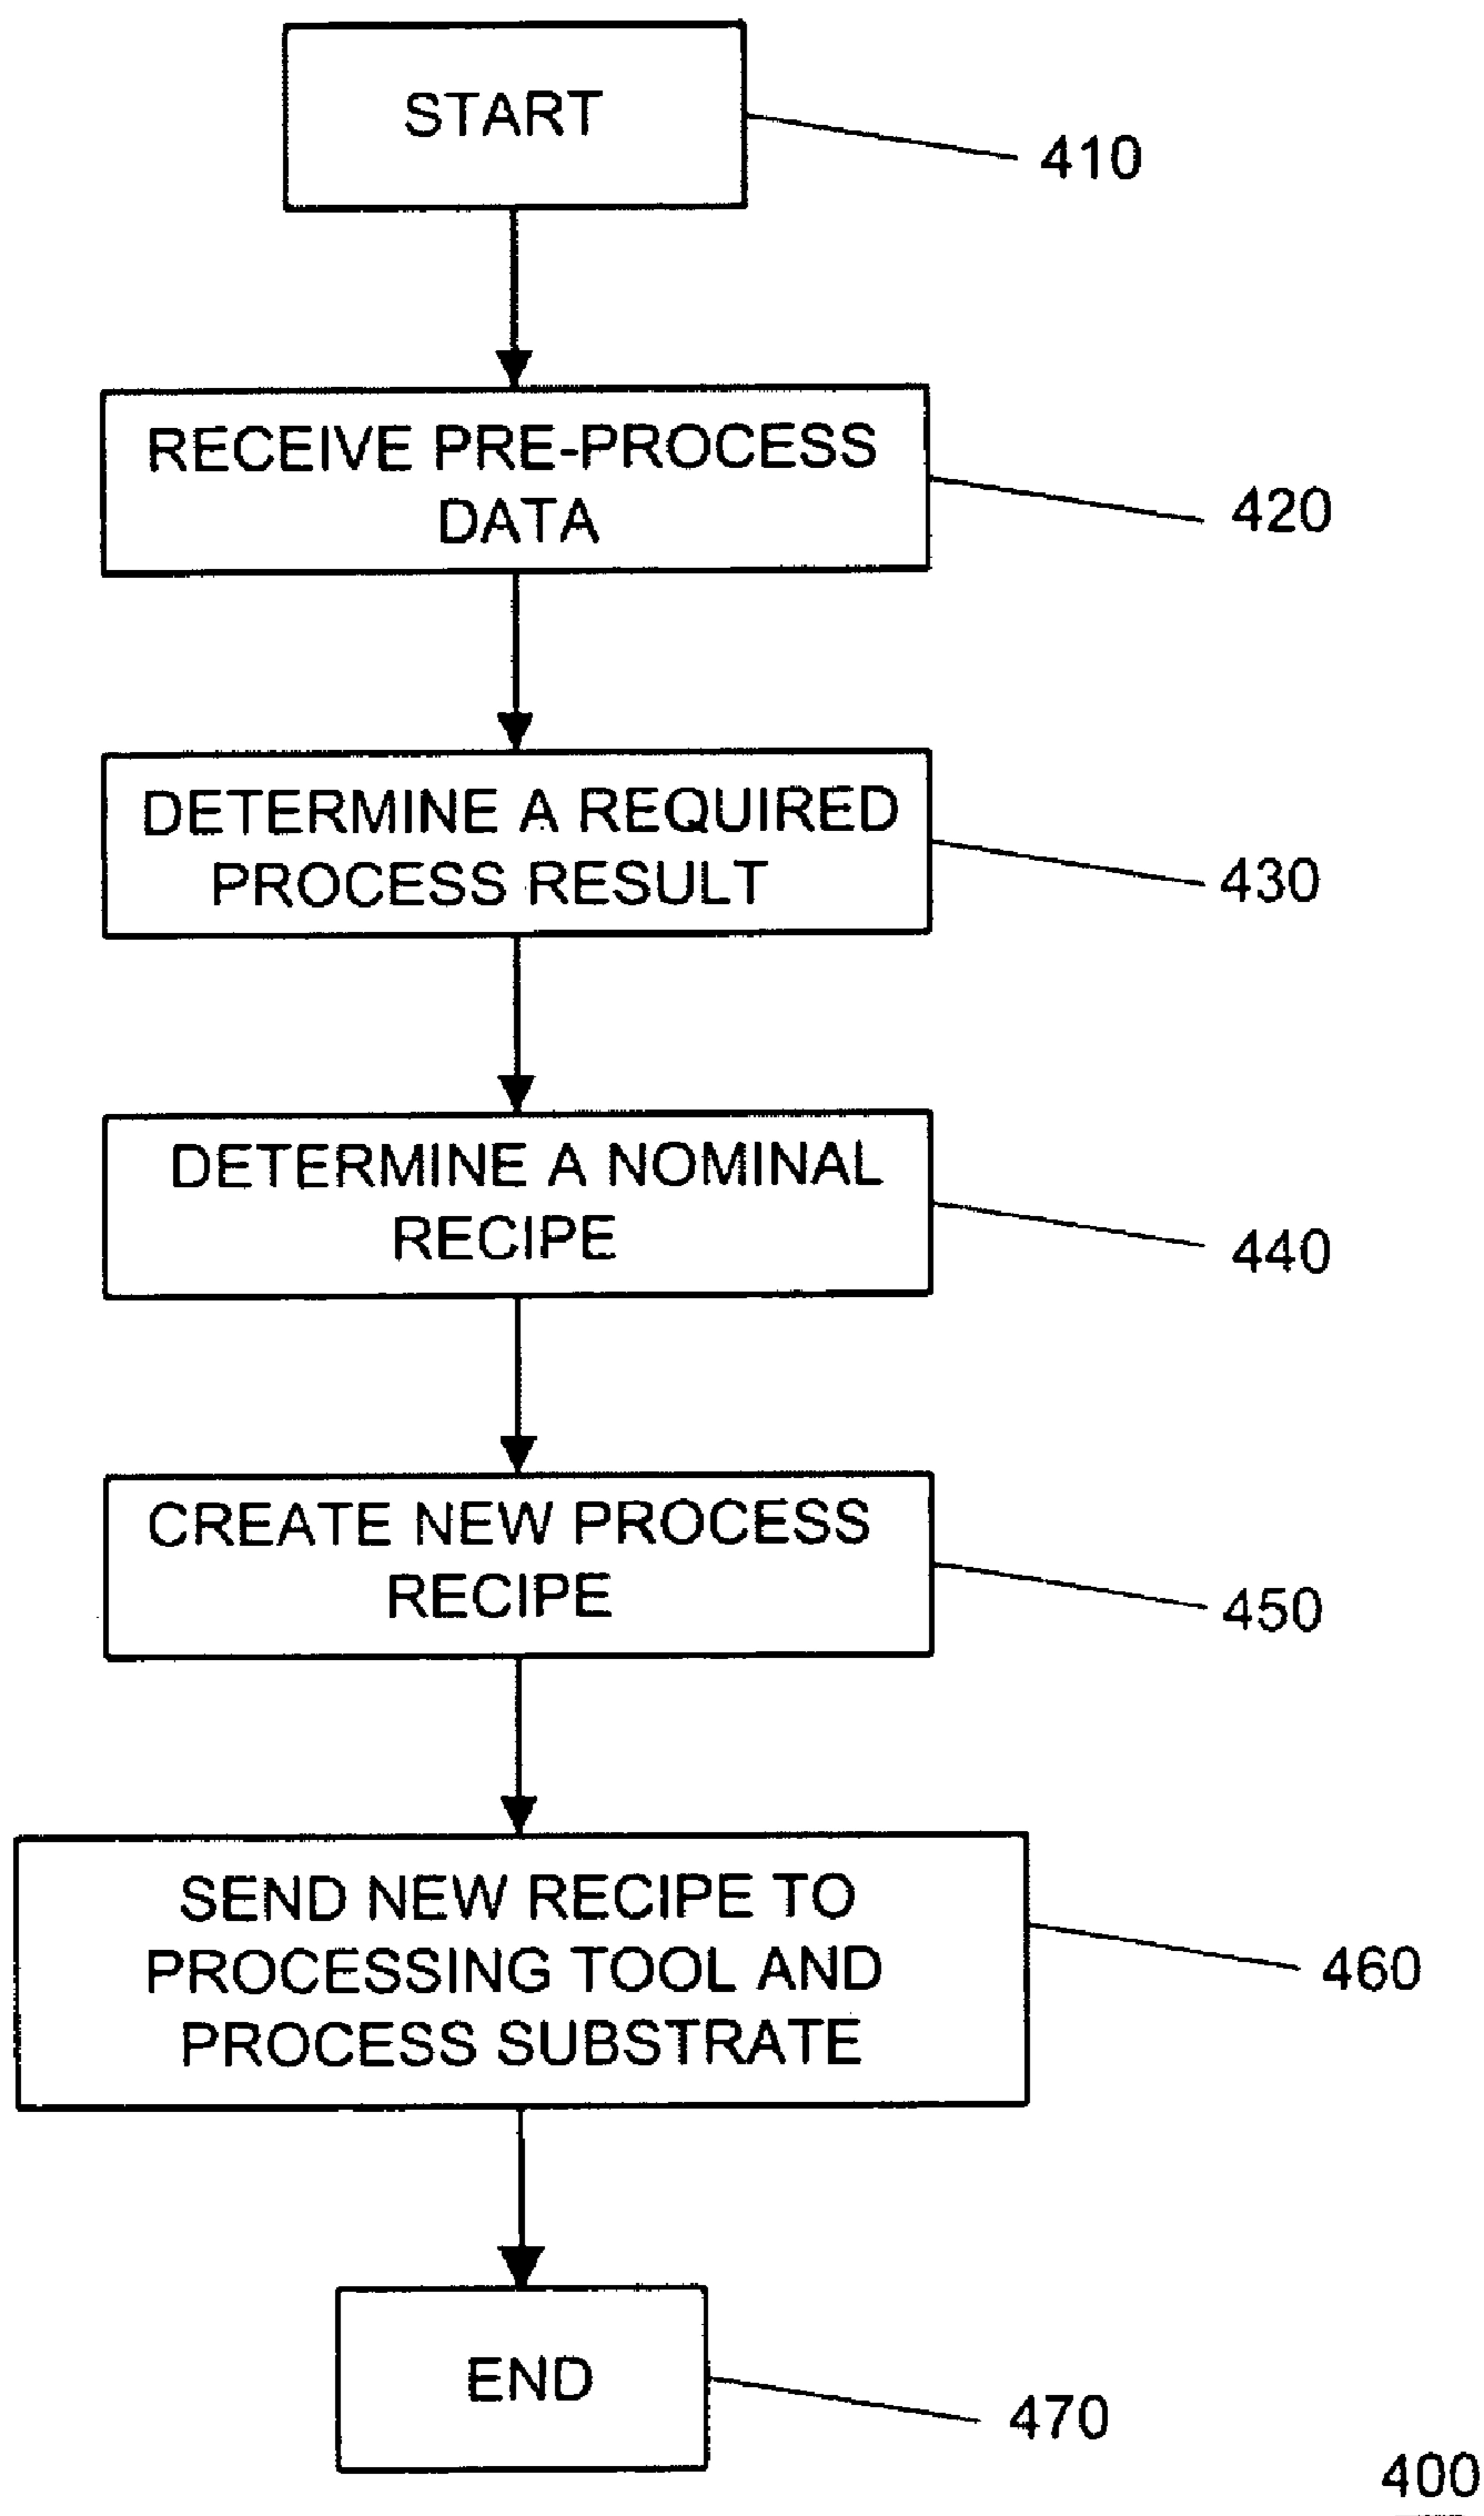 START
410
RECEIVE PRE-PROCESS
DATA
420
DETERMINE A REQUIRED
PROCESS RESULT
430
DETERMINE A NOMINAL
RECIPE
440
CREATE NEW PROCESS
RECIPE
450
SEND NEW RECIPE TO
PROCESSING TOOL AND
PROCESS SUBSTRATE
460
END
470
400